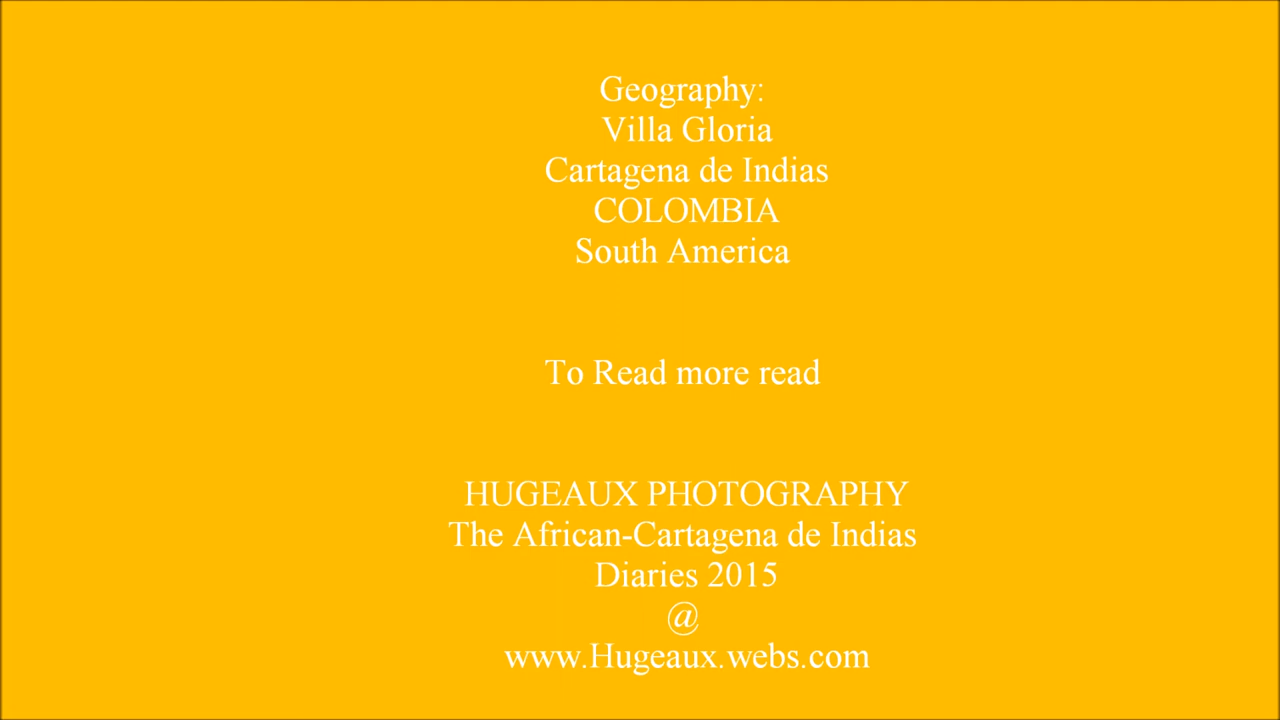 Geography:
Villa Gloria
Cartagena de Indias
COLOMBIA
South America
To Read more read
HUGEAUX PHOTOGRAPHY
The African-Cartagena de Indias
Diaries 2015
@
www.Hugeaux.webs.com